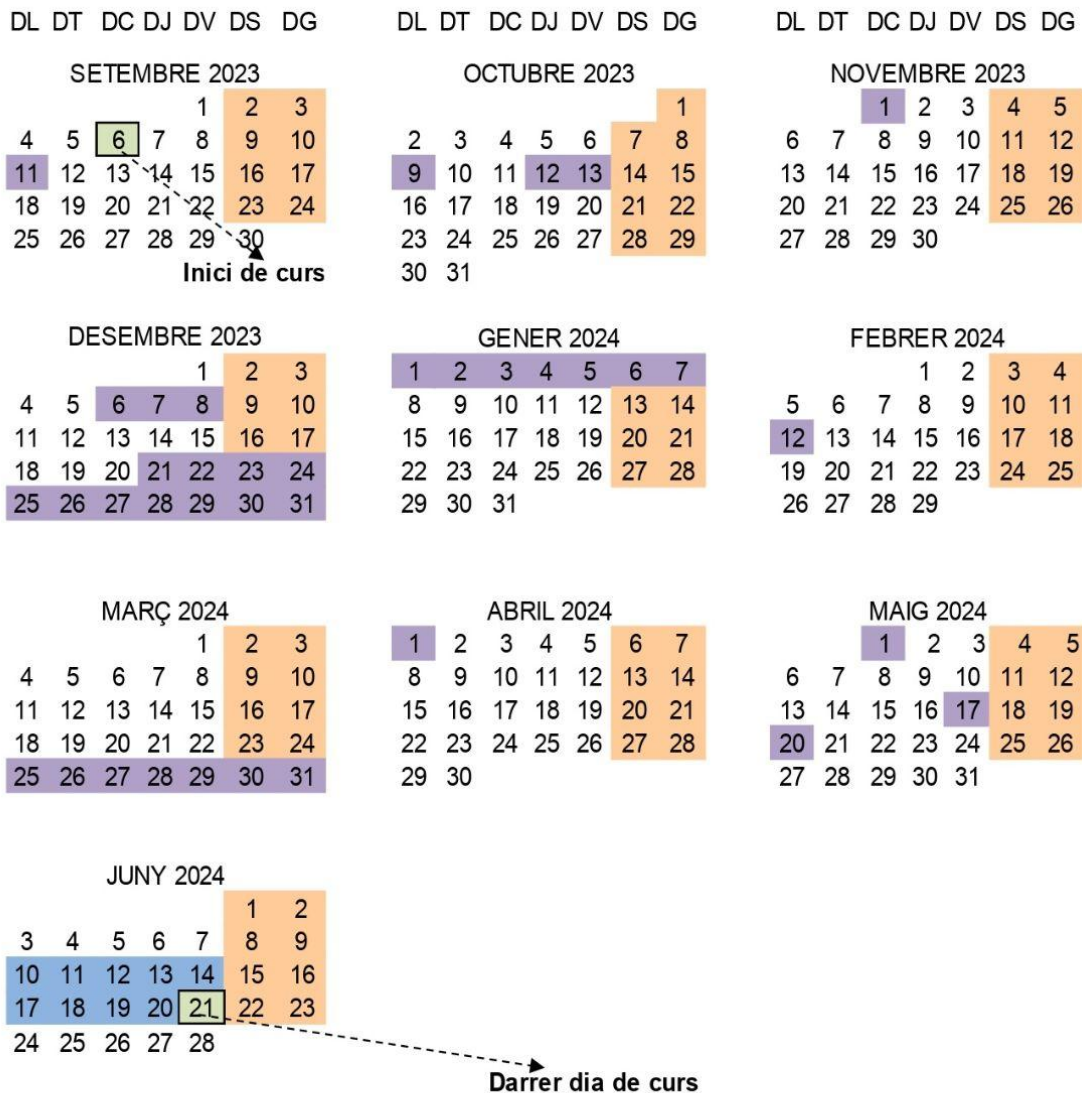 DL DT DC DJ DV DS DG
SETEMBRE 2023
1 2 3
4 5 6 7 8 9 10
11 12 13 14 15 16 17
18 19 20 21 22 23 24
25 26 27 28 29 30
Inici de curs
DL DT DC DJ DV DS DG
OCTUBRE 2023
1
2 3 4 5 6 7 8
9 10 11 12 13 14 15
16 17 18 19 20 21 22
23 24 25 26 27 28 29
30 31
DL DT DC DJ DV DS DG
NOVEMBRE 2023
1 2 3 4 5
6 7 8 9 10 11 12
13 14 15 16 17 18 19
20 21 22 23 24 25 26
27 28 29 30
DESEMBRE 2023
1 2 3
4 5 6 7 8 9 10
11 12 13 14 15 16 17
18 19 20 21 22 23 24
25 26 27 28 29 30 31
GENER 2024
1 2 3 4 5 6 7
8 9 10 11 12 13 14
15 16 17 18 19 20 21
22 23 24 25 26 27 28
29 30 31
FEBRER 2024
1 2 3 4
5 6 7 8 9 10 11
12 13 14 15 16 17 18
19 20 21 22 23 24 25
26 27 28 29
MARÇ 2024
1 2 3
4 5 6 7 8 9 10
11 12 13 14 15 16 17
18 19 20 21 22 23 24
25 26 27 28 29 30 31
ABRIL 2024
1 2 3 4 5 6 7
8 9 10 11 12 13 14
15 16 17 18 19 20 21
22 23 24 25 26 27 28
29 30
MAIG 2024
1 2 3 4 5
6 7 8 9 10 11 12
13 14 15 16 17 18 19
20 21 22 23 24 25 26
27 28 29 30 31
JUNY 2024
1 2
3 4 5 6 7 8 9
10 11 12 13 14 15 16
17 18 19 20 21 22 23
24 25 26 27 28
Darrer dia de curs